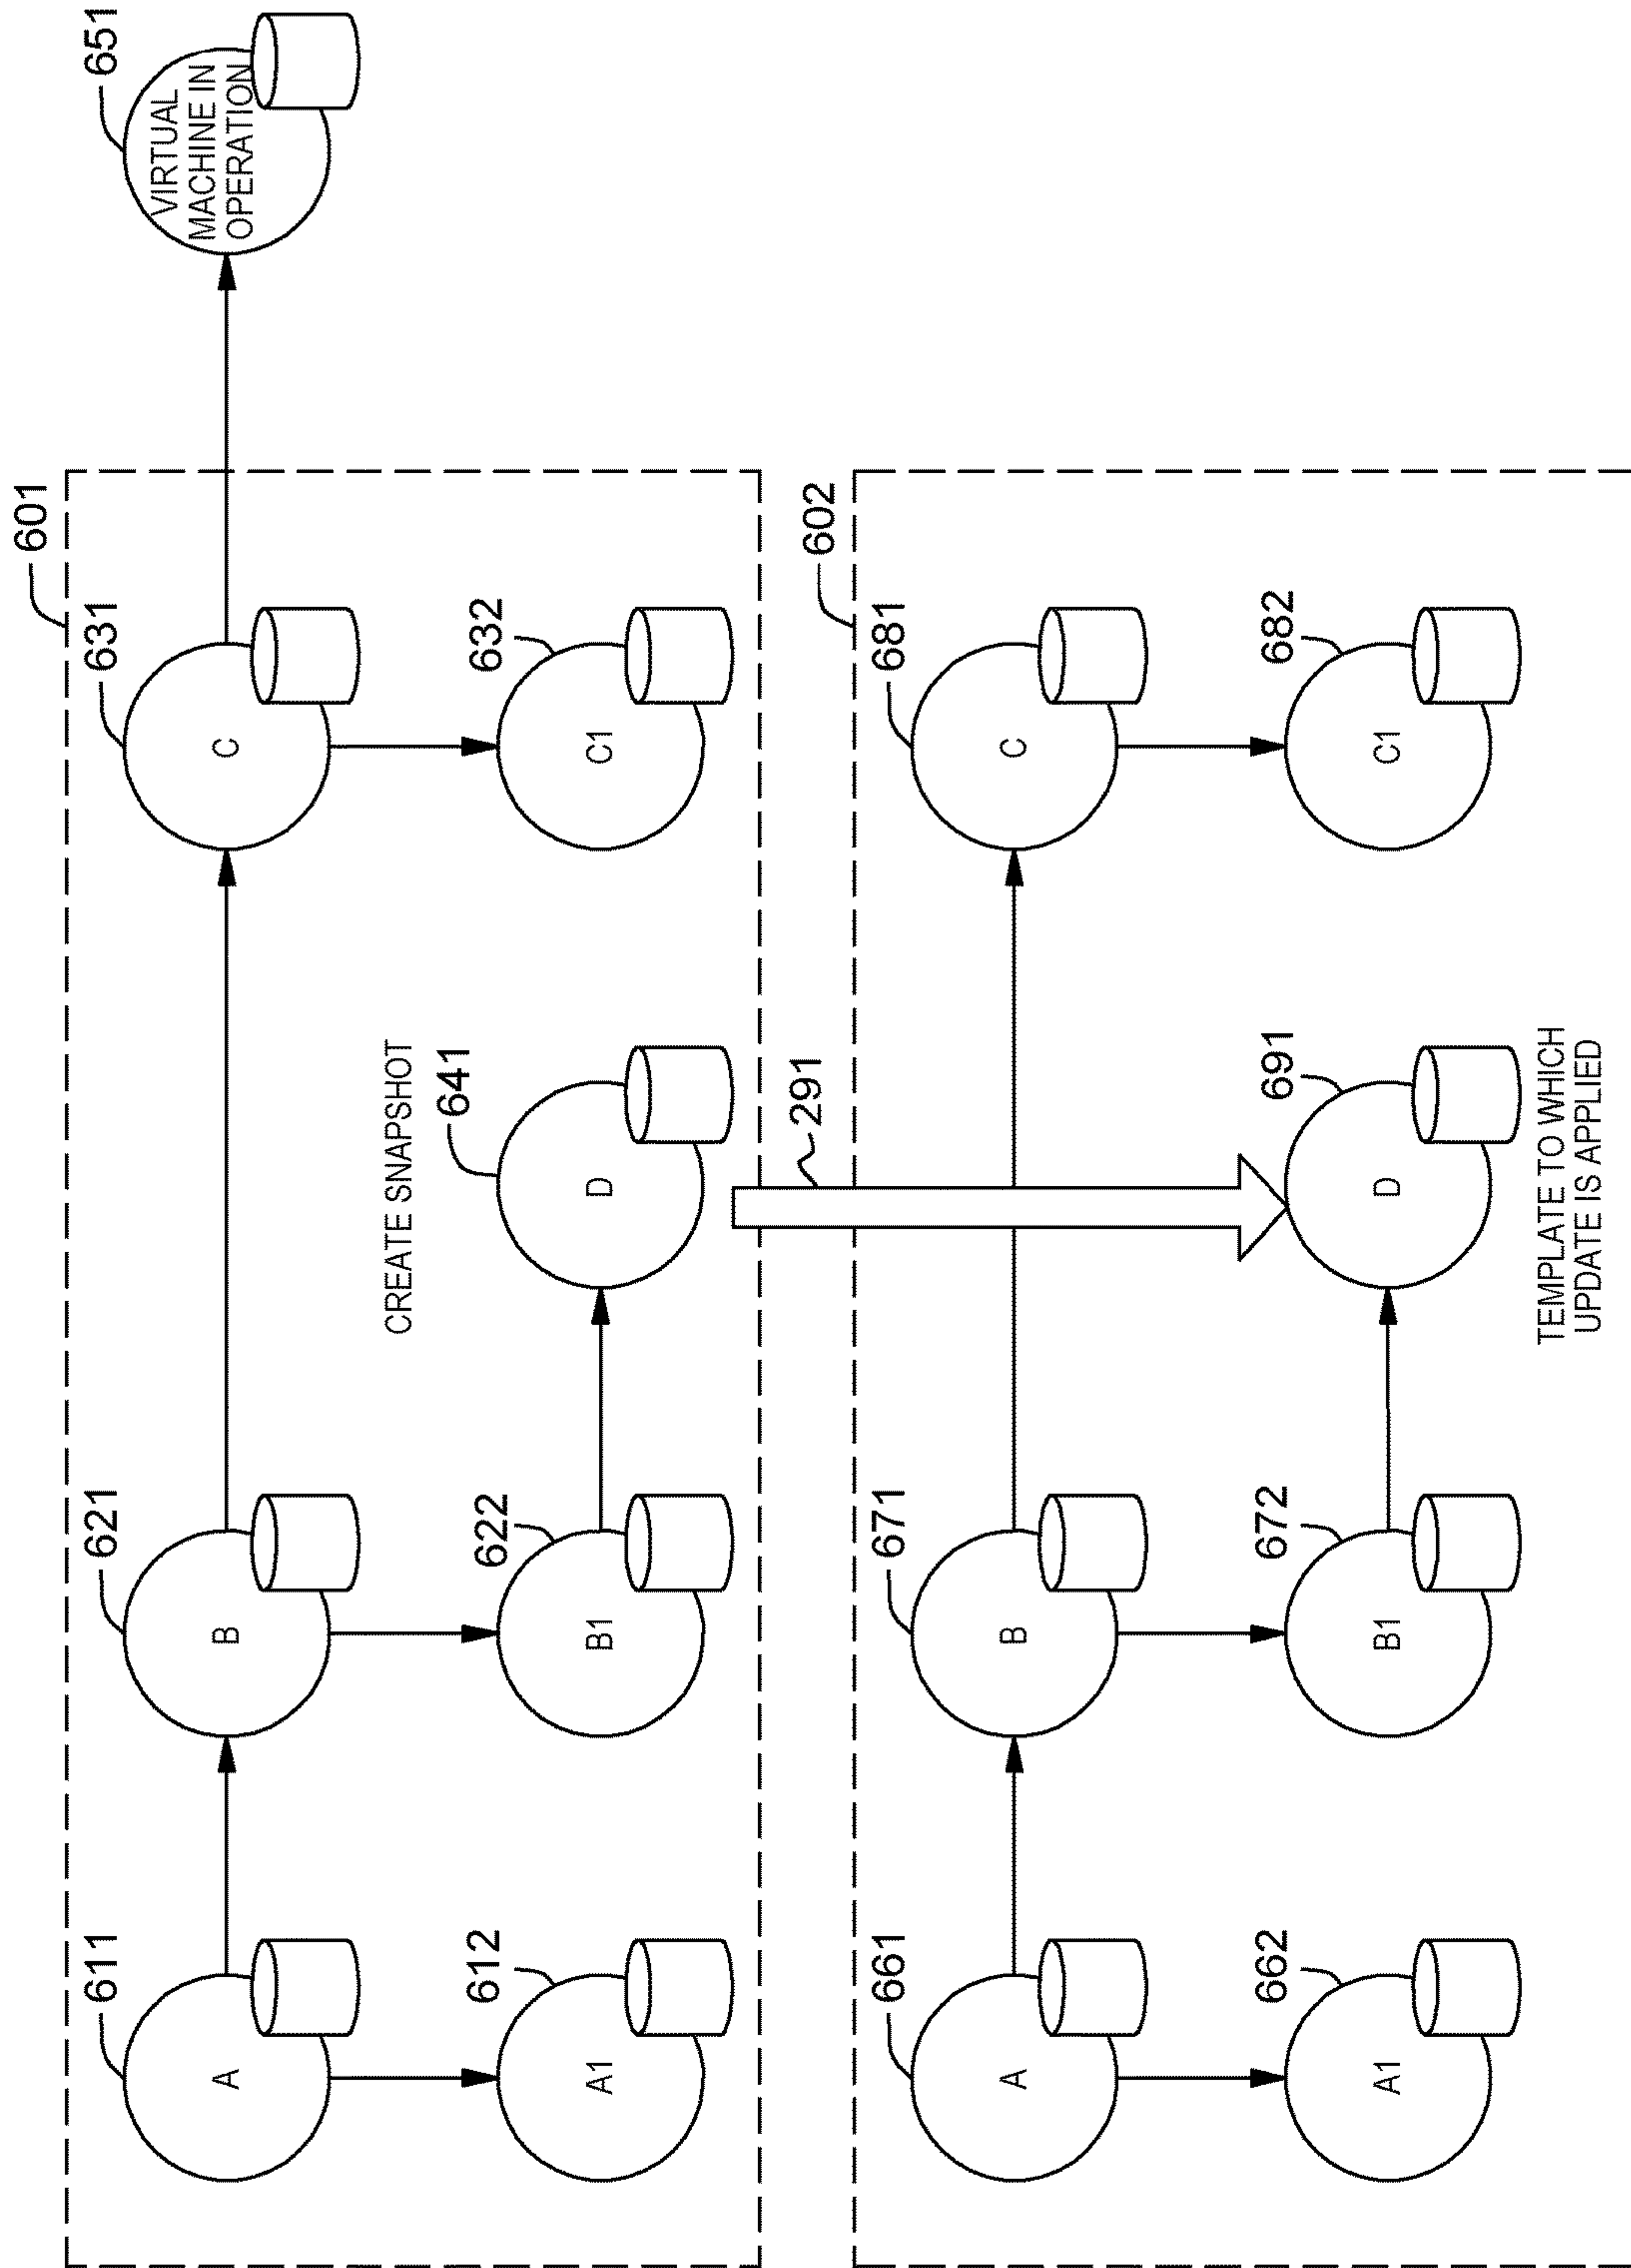 601
611
621
631
651
A
B
C
VIRTUAL
MACHINE IN
OPERATION
CREATE SNAPSHOT
612
622
641
632
A1
B1
D
C1
291
602
661
671
681
A
B
C
662
672
691
682
A1
B1
D
C1
TEMPLATE TO WHICH
UPDATE IS APPLIED